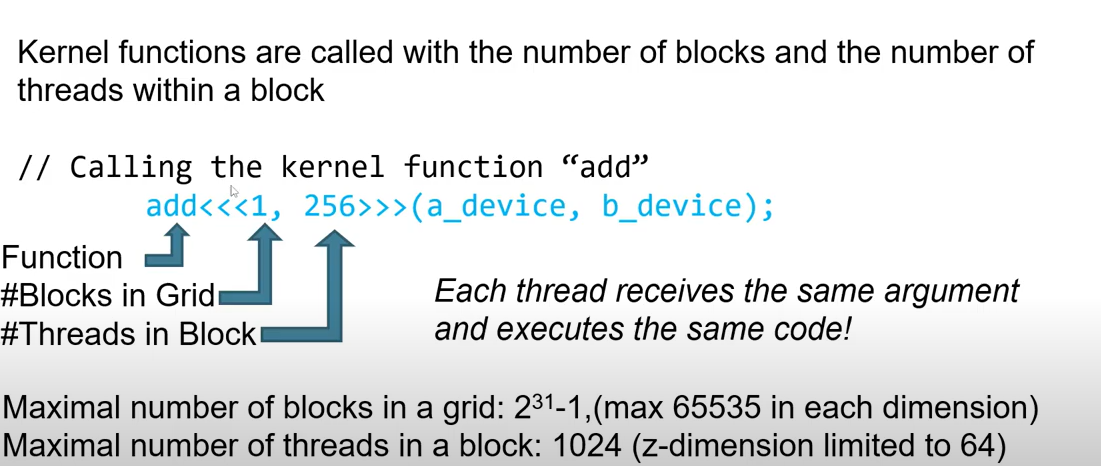 Kernel functions are called with the number of blocks and the number of
threads within a block
// Calling the kernel function “add”
add<<<1, 256>>>(a_device, b_device);
Function
#Blocks in Grid
#Threads in Block
Each thread receives the same argument
and executes the same code!
Maximal number of blocks in a grid: 2³¹-1,(max 65535 in each dimension)
Maximal number of threads in a block: 1024 (z-dimension limited to 64)